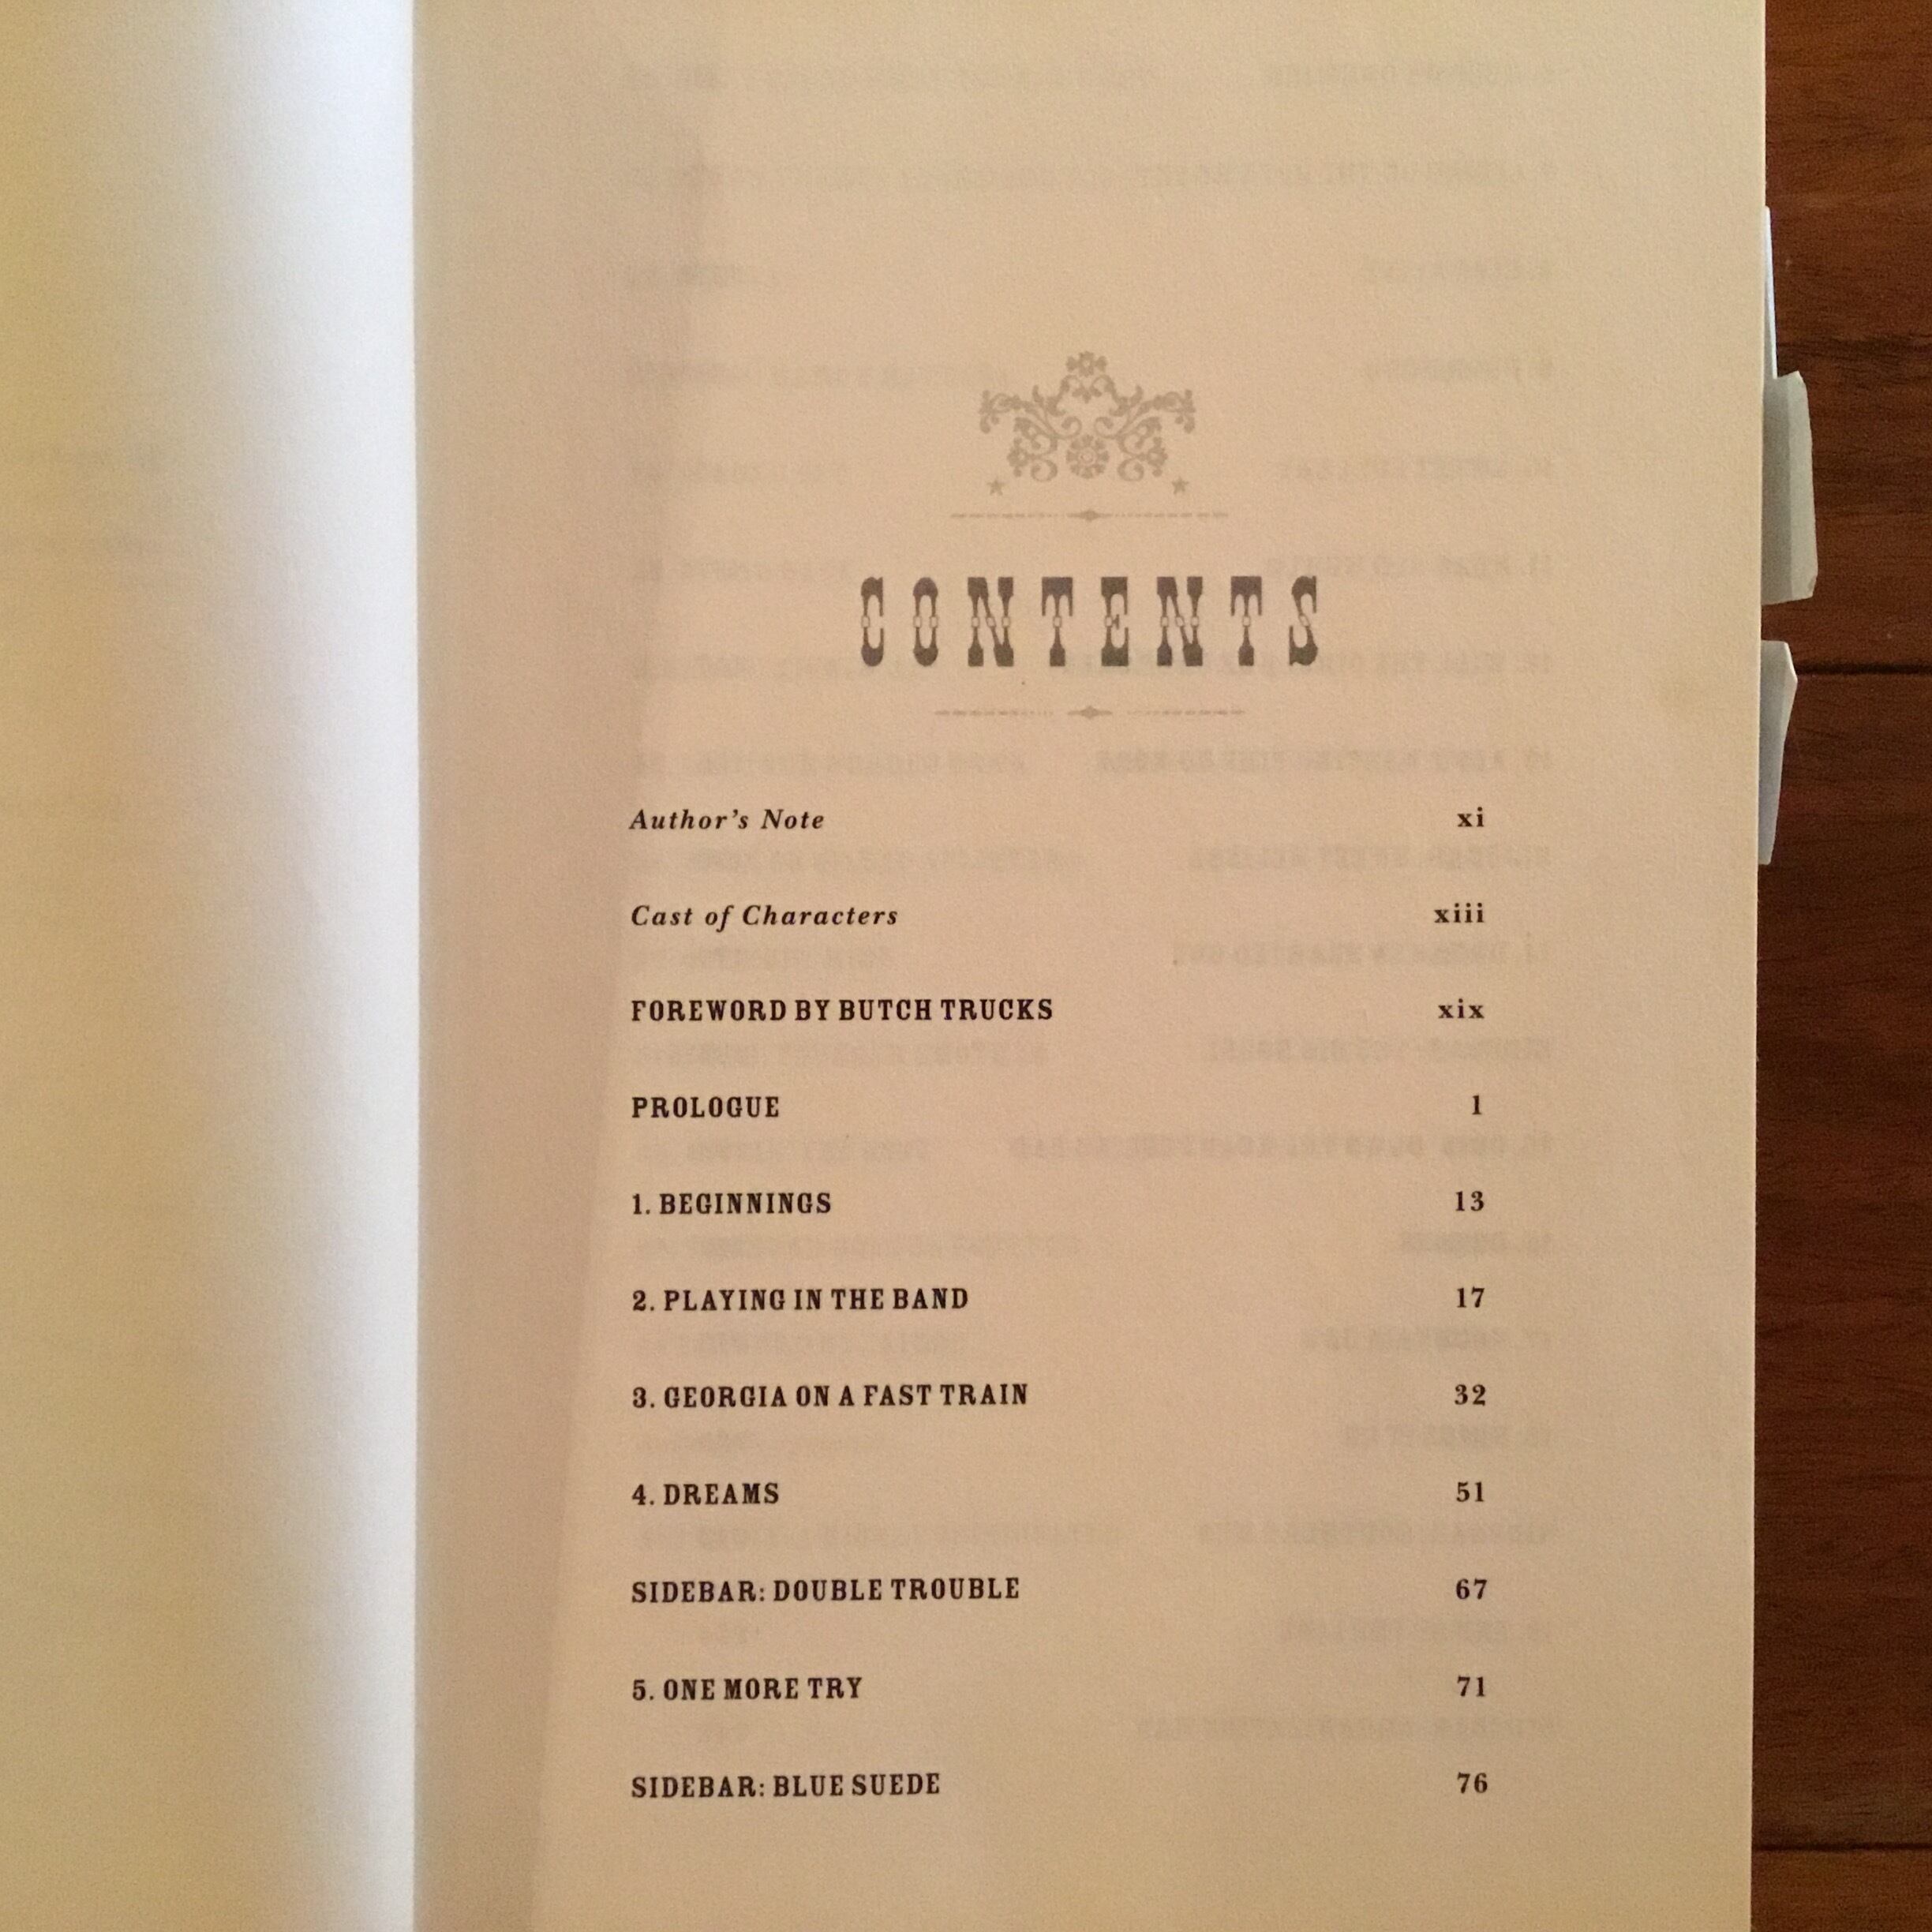 CONTENTS
Author's Note xi
Cast of Characters xiii
FOREWORD BY BUTCH TRUCKS xix
PROLOGUE 1
1. BEGINNINGS 13
2. PLAYING IN THE BAND 17
3. GEORGIA ON A FAST TRAIN 32
4. DREAMS 51
SIDEBAR: DOUBLE TROUBLE 67
5. ONE MORE TRY 71
SIDEBAR: BLUE SUEDE 76